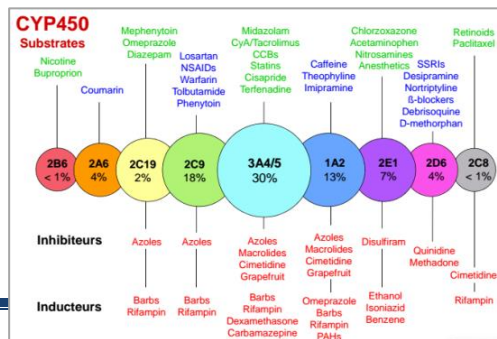 CYP450
Substrates
Nicotine
Buproprion
Coumarin
Mephenytoin
Omeprazole
Diazepam
Losartan
NSAIDs
Warfarin
Tolbutamide
Phenytoin
Midazolam
CyA/Tacrolimus
CCBs
Statins
Cisapride
Terfenadine
Caffeine
Theophyline
Imipramine
Chlorzoxazone
Acetaminophen
Nitrosamines
Anesthetics
SSRIs
Desipramine
Nortriptyline
ß-blockers
Debrisoquine
D-methorphan
Retinoids
Paclitaxel
2B6
< 1%
2A6
4%
2C19
2%
2C9
18%
3A4/5
30%
1A2
13%
2E1
7%
2D6
4%
2C8
< 1%
Inhibiteurs
Azoles
Azoles
Azoles
Macrolides
Cimetidine
Grapefruit
Azoles
Macrolides
Cimetidine
Grapefruit
Disulfiram
Quinidine
Methadone
Cimetidine
Inducteurs
Barbs
Rifampin
Barbs
Rifampin
Barbs
Rifampin
Dexamethasone
Carbamazepine
Omeprazole
Barbs
Rifampin
PAHs
Ethanol
Isoniazid
Benzene
Rifampin